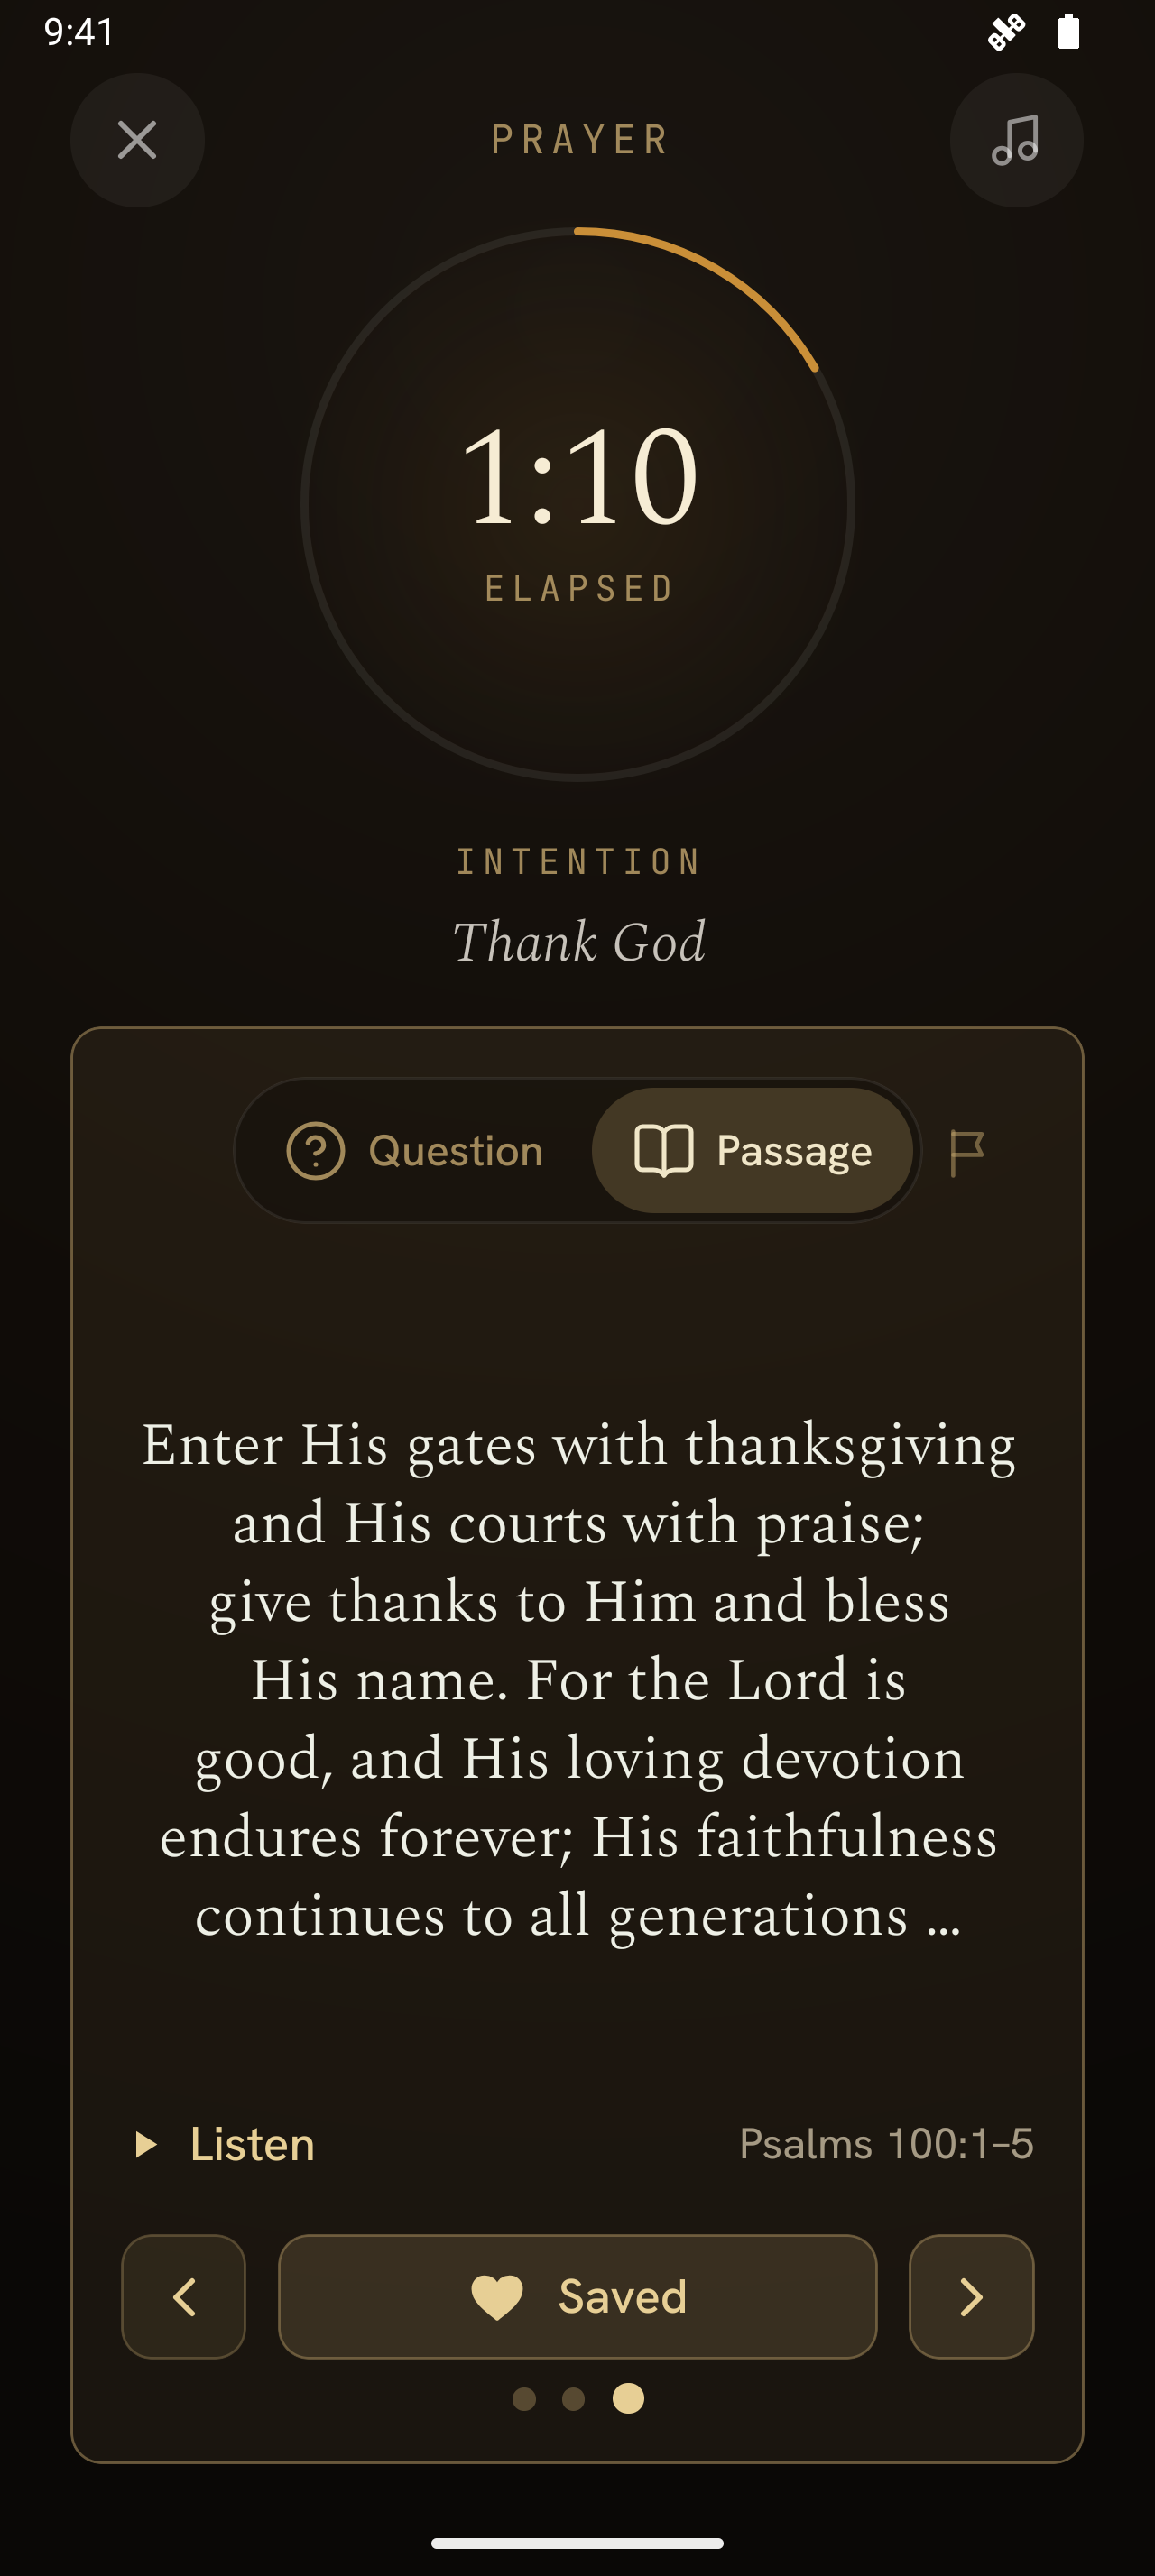 9:41
PRAYER
1:10
ELAPSED
INTENTION
Thank God
Question
Passage
Enter His gates with thanksgiving
and His courts with praise;
give thanks to Him and bless
His name. For the Lord is
good, and His loving devotion
endures forever; His faithfulness
continues to all generations ...
Listen
Psalms 100:1–5
Saved